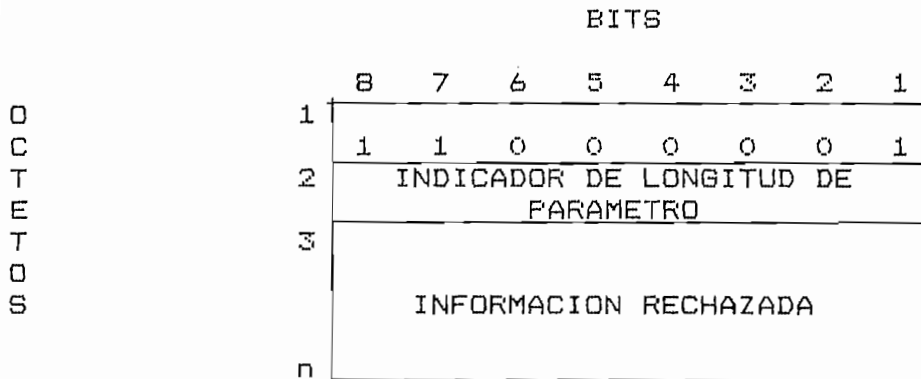 BITS
8 7 6 5 4 3 2 1
O
C
T
E
T
O
S
1
1 1 0 0 0 0 0 1
2 INDICADOR DE LONGITUD DE
PARAMETRO
3
INFORMACION RECHAZADA
n